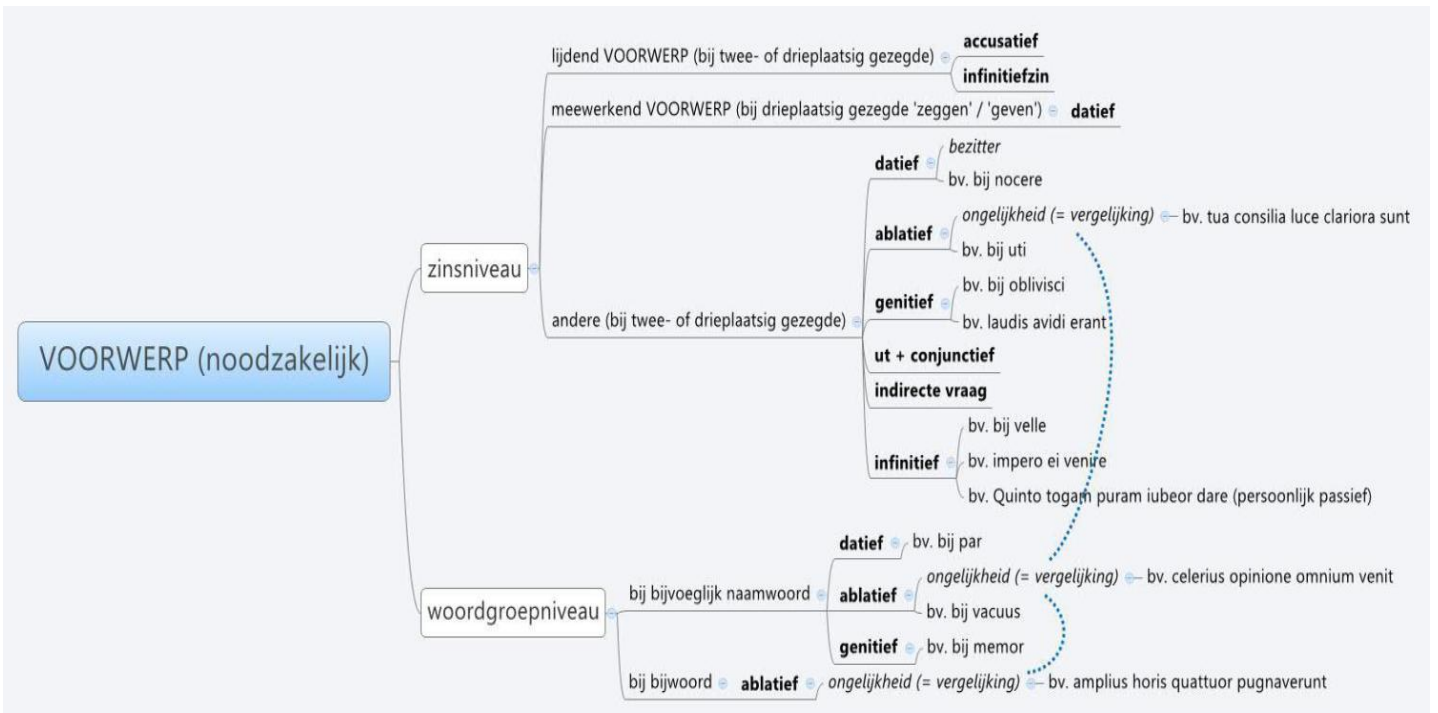 VOORWERP (noodzakelijk)
zinsniveau
lijdend VOORWERP (bij twee- of drieplaatsig gezegde)
accusatief
infinitiefzin
meewerkend VOORWERP (bij drieplaatsig gezegde 'zeggen' / 'geven')
datief
andere (bij twee- of drieplaatsig gezegde)
datief
bezitter
bv. bij nocere
ablatief
ongelijkheid (= vergelijking)
bv. tua consilia luce clariora sunt
bv. bij uti
genitief
bv. bij oblivisci
bv. laudis avidi erant
ut + conjunctief
indirecte vraag
infinitief
bv. bij velle
bv. impero ei venire
bv. Quinto togam puram iubeor dare (persoonlijk passief)
woordgroepniveau
bij bijvoeglijk naamwoord
datief
bv. bij par
ablatief
ongelijkheid (= vergelijking)
bv. celerius opinione omnium venit
bv. bij vacuus
genitief
bv. bij memor
bij bijwoord
ablatief
ongelijkheid (= vergelijking)
bv. amplius horis quattuor pugnaverunt